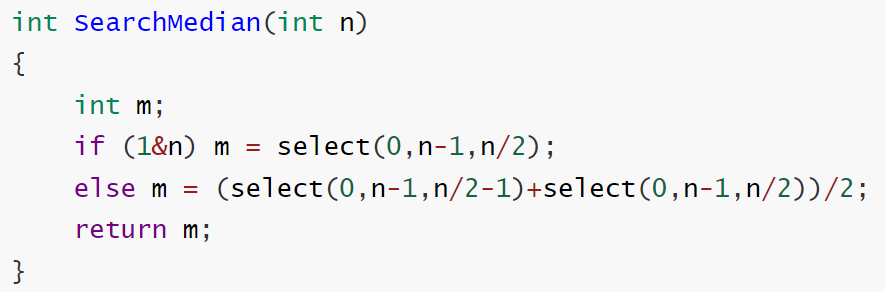 int SearchMedian(int n)
{
    int m;
    if (1&n) m = select(0,n-1,n/2);
    else m = (select(0,n-1,n/2-1)+select(0,n-1,n/2))/2;
    return m;
}